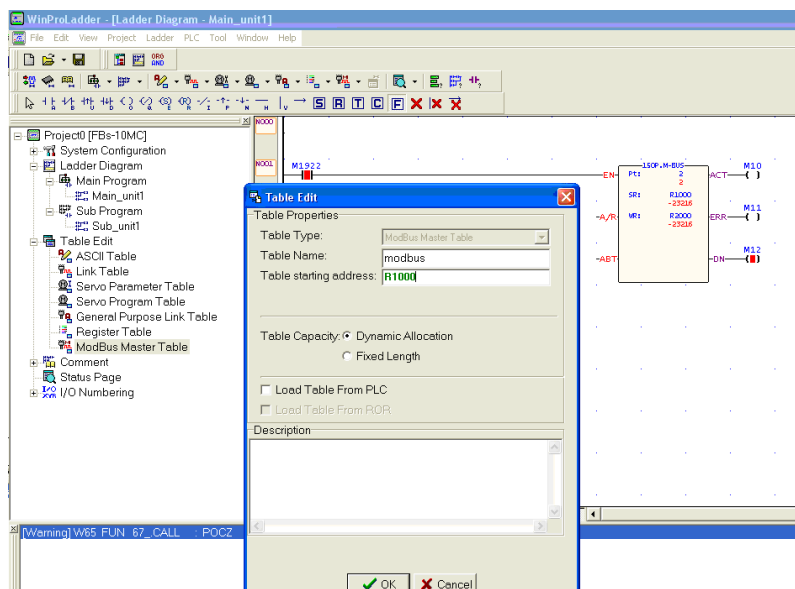 WinProLadder - [Ladder Diagram - Main_unit1]
File Edit View Project Ladder PLC Tool Window Help
Project0 [FBs-10MC]
System Configuration
Ladder Diagram
Main Program
Main_unit1
Sub Program
Sub_unit1
Table Edit
ASCII Table
Link Table
Servo Parameter Table
Servo Program Table
General Purpose Link Table
Register Table
ModBus Master Table
Comment
Status Page
I/O Numbering
N000
N001
M1922
EN
A/R
ABT
150P.M-BUS
Pt: 2
2
SR: R1000
-23216
WR: R2000
-23216
ACT
ERR
DN
M10
M11
M12
Table Edit
Table Properties
Table Type: ModBus Master Table
Table Name: modbus
Table starting address: R1000
Table Capacity: Dynamic Allocation
Fixed Length
Load Table From PLC
Load Table From ROR
Description
OK Cancel
[Warning] W65 FUN 67_.CALL : POCZ